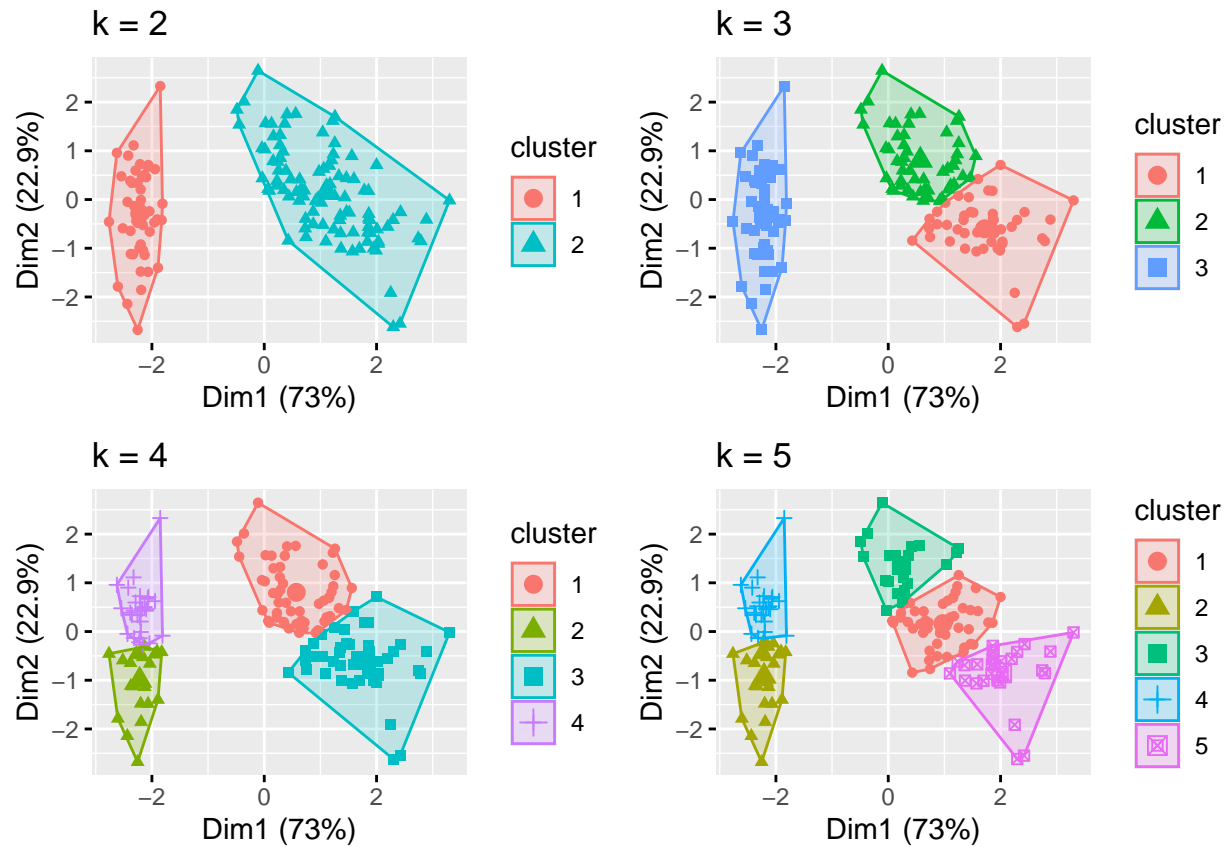 k = 2
2
1
0
−1
−2
Dim2 (22.9%)
−2
0
2
Dim1 (73%)
cluster
1
2
k = 3
2
1
0
−1
−2
Dim2 (22.9%)
−2
0
2
Dim1 (73%)
cluster
1
2
3
k = 4
2
1
0
−1
−2
Dim2 (22.9%)
−2
0
2
Dim1 (73%)
cluster
1
2
3
4
k = 5
2
1
0
−1
−2
Dim2 (22.9%)
−2
0
2
Dim1 (73%)
cluster
1
2
3
4
5